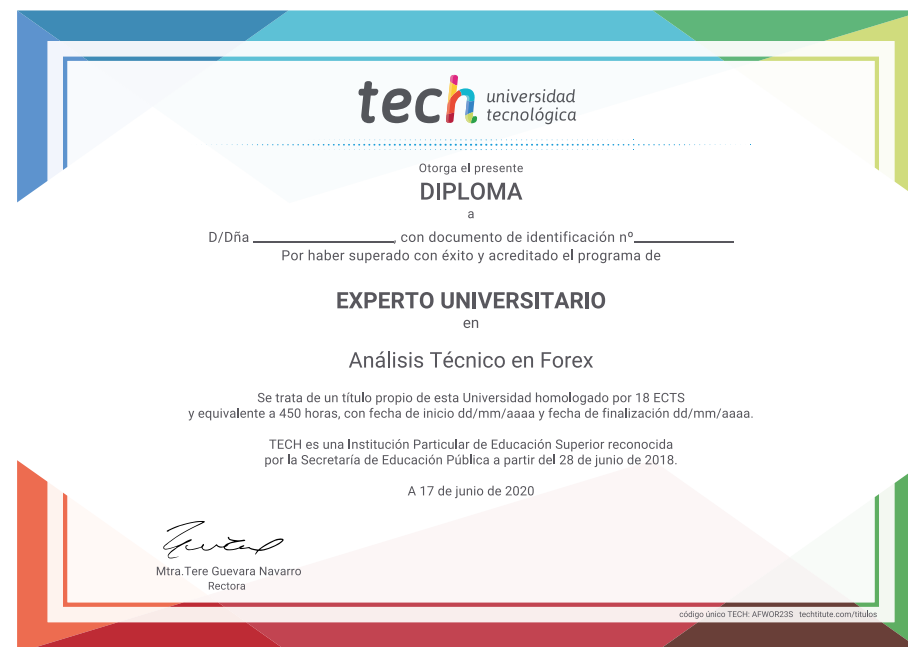 tech universidad
tecnológica
Otorga el presente
DIPLOMA
a
D/Dña ______________, con documento de identificación nº__________
Por haber superado con éxito y acreditado el programa de
EXPERTO UNIVERSITARIO
en
Análisis Técnico en Forex
Se trata de un título propio de esta Universidad homologado por 18 ECTS
y equivalente a 450 horas, con fecha de inicio dd/mm/aaaa y fecha de finalización dd/mm/aaaa.
TECH es una Institución Particular de Educación Superior reconocida
por la Secretaría de Educación Pública a partir del 28 de junio de 2018.
A 17 de junio de 2020
Mtra.Tere Guevara Navarro
Rectora
código único TECH: AFWOR23S techtitute.com/titulos